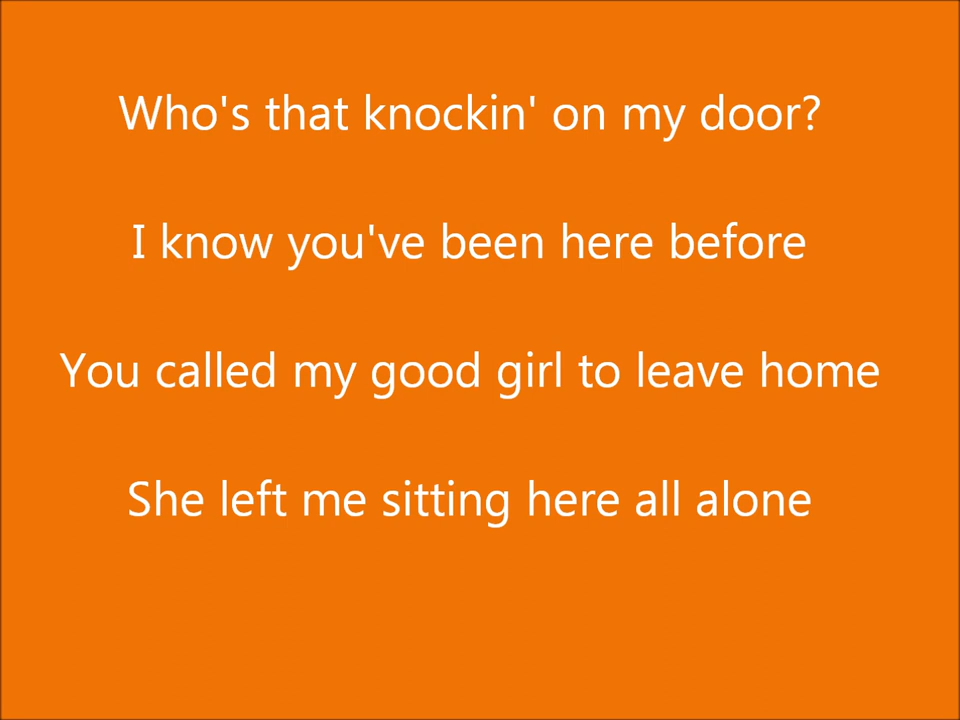 Who's that knockin' on my door?
I know you've been here before
You called my good girl to leave home
She left me sitting here all alone